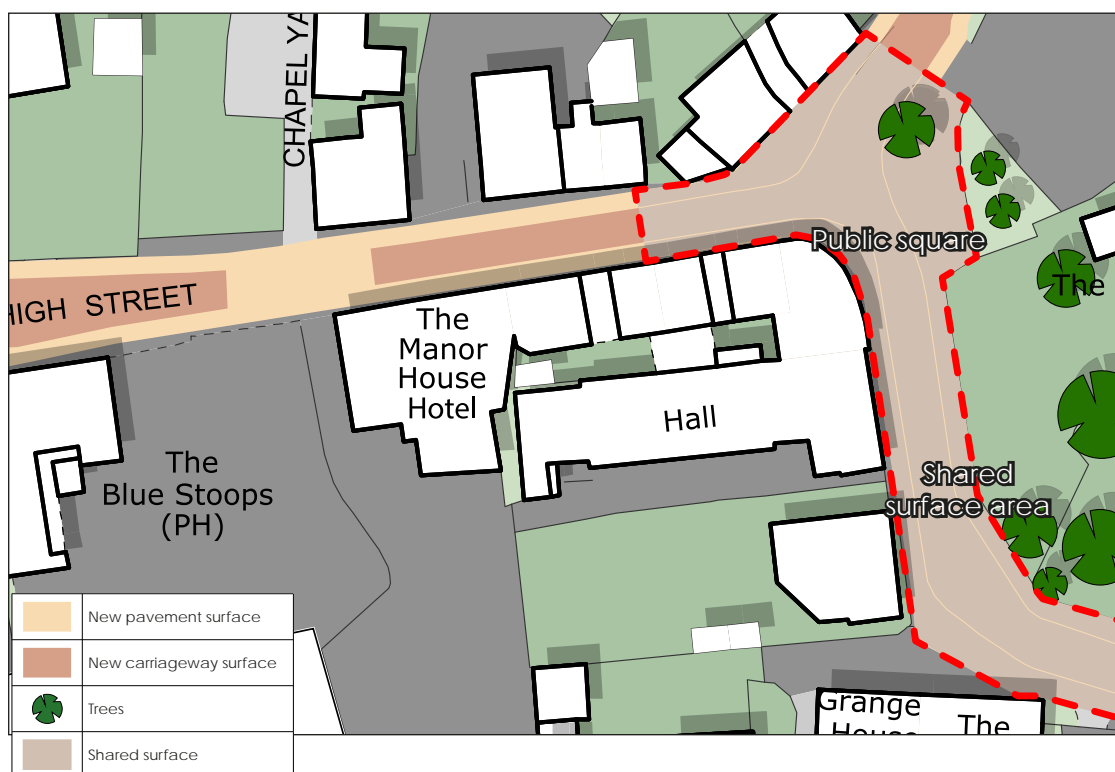 CHAPEL YA
Public square
The
HIGH STREET
The
Manor
House
Hotel
Hall
The
Blue Stoops
(PH)
Shared
surface area
Grange
House
The
New pavement surface
New carriageway surface
Trees
Shared surface